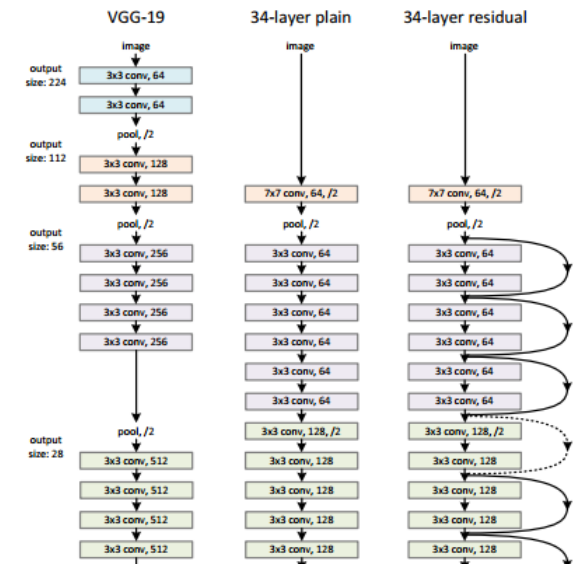 VGG-19
34-layer plain
34-layer residual
image
image
image
output
size: 224
3x3 conv, 64
3x3 conv, 64
pool, /2
output
size: 112
3x3 conv, 128
3x3 conv, 128
7x7 conv, 64, /2
7x7 conv, 64, /2
pool, /2
pool, /2
pool, /2
output
size: 56
3x3 conv, 256
3x3 conv, 64
3x3 conv, 64
3x3 conv, 256
3x3 conv, 64
3x3 conv, 64
3x3 conv, 256
3x3 conv, 64
3x3 conv, 64
3x3 conv, 256
3x3 conv, 64
3x3 conv, 64
3x3 conv, 64
3x3 conv, 64
3x3 conv, 64
3x3 conv, 64
pool, /2
3x3 conv, 128, /2
3x3 conv, 128, /2
output
size: 28
3x3 conv, 512
3x3 conv, 128
3x3 conv, 128
3x3 conv, 512
3x3 conv, 128
3x3 conv, 128
3x3 conv, 512
3x3 conv, 128
3x3 conv, 128
3x3 conv, 512
3x3 conv, 128
3x3 conv, 128